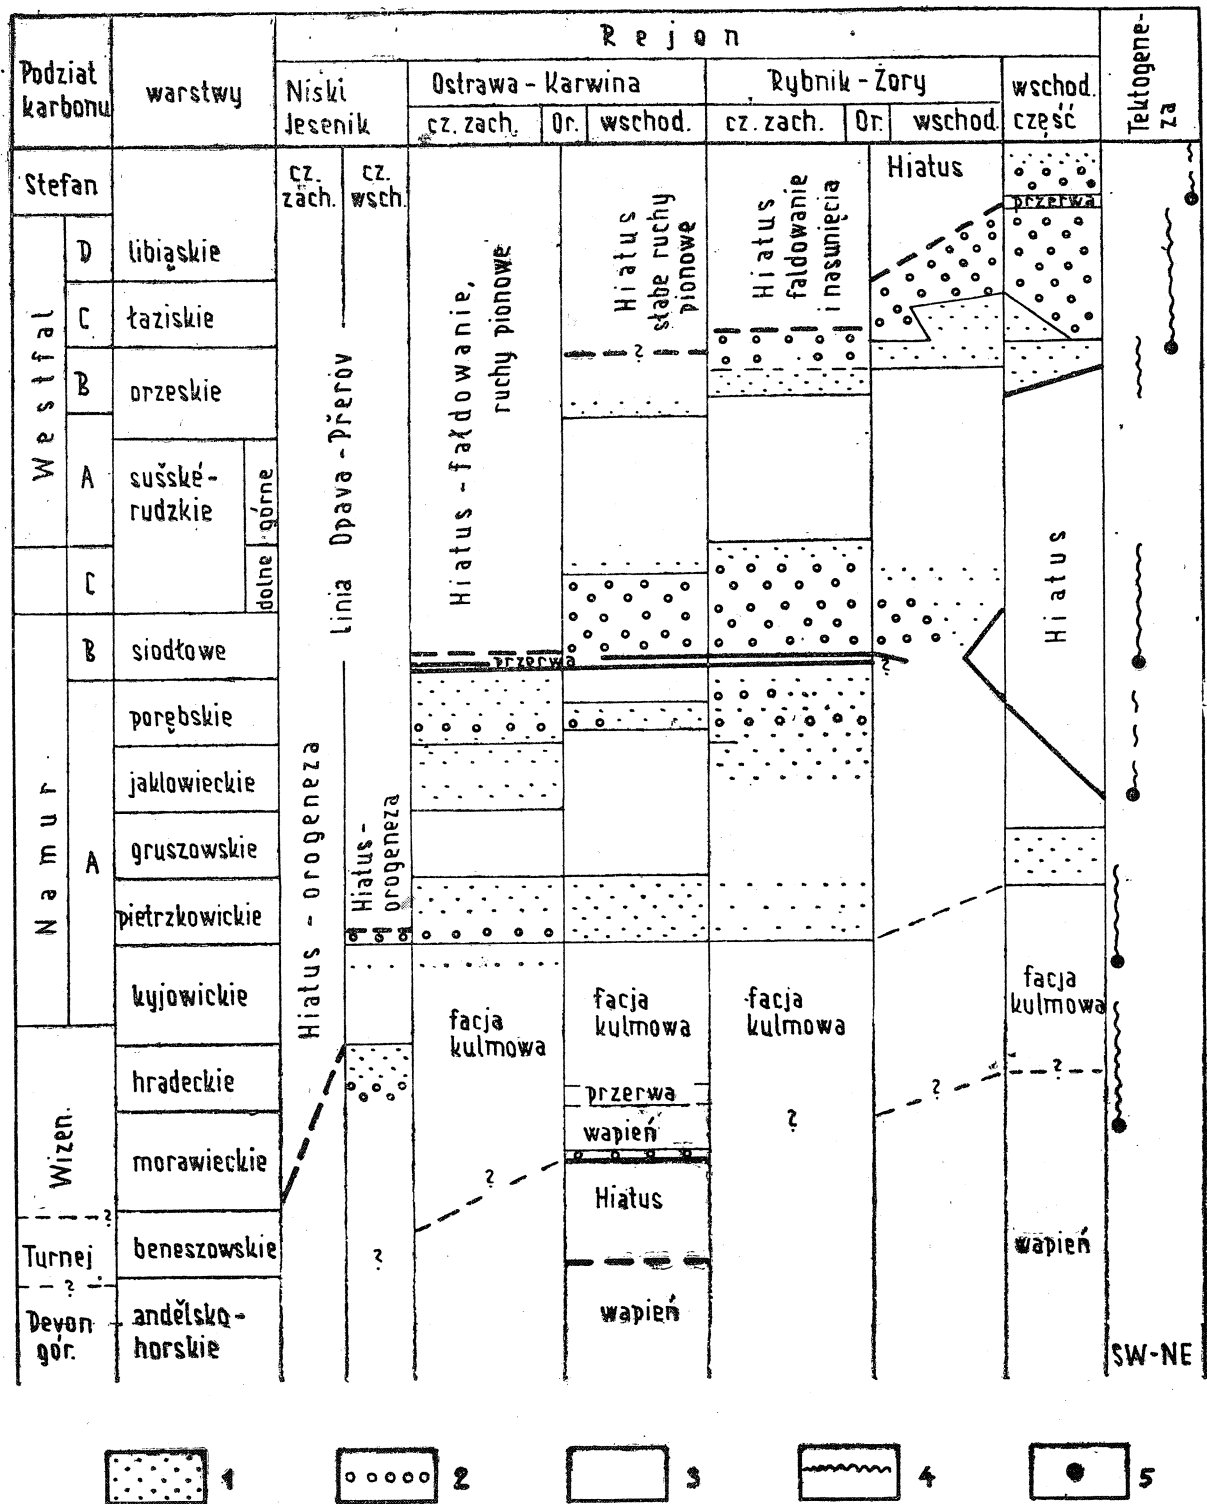 Rejon
Podział
karbonu
warstwy
Niski
Jesenik
Ostrawa - Karwina
Rybnik - Żory
wschod.
część
Tektogene-
za
cz. zach.
Or.
wschod.
cz. zach.
Or.
wschod.
cz.
zach.
cz.
wsch.
Stefan
Westfal
D
C
B
A
Namur
C
B
A
Wizen.
?
Turnej
?
Devon
gór.
libiąskie
łaziskie
orzeskie
sušské-
rudzkie
górne
dolne
siodłowe
porębskie
jaklowieckie
gruszowskie
pietrzkowickie
kyjowickie
hradeckie
morawieckie
beneszowskie
andělsko-
horskie
Hiatus - orogeneza
Linia Opava - Přerov
Hiatus -
orogeneza
?
Hiatus - fałdowanie,
ruchy pionowe
przerwa
facja
kulmowa
?
Hiatus
słabe ruchy
pionowe
?
facja
kulmowa
przerwa
wapień
Hiatus
wapień
Hiatus
fałdowanie
i nasunięcia
facja
kulmowa
?
Hiatus
?
?
przerwa
Hiatus
facja
kulmowa
?
wapień
SW-NE
1
2
3
4
5